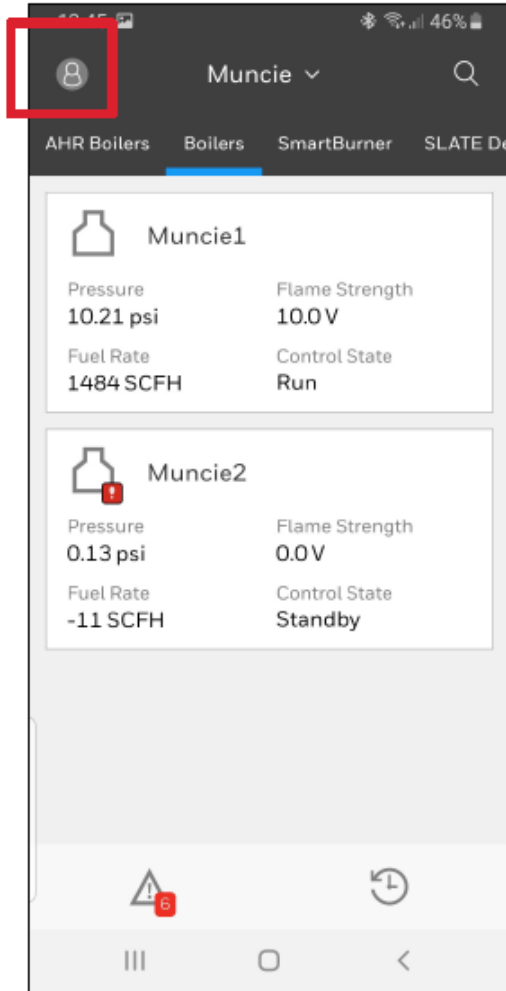 46%
Muncie
AHR Boilers Boilers SmartBurner SLATE De
Muncie1
Pressure Flame Strength
10.21 psi 10.0 V
Fuel Rate Control State
1484 SCFH Run
Muncie2
Pressure Flame Strength
0.13 psi 0.0 V
Fuel Rate Control State
-11 SCFH Standby
6